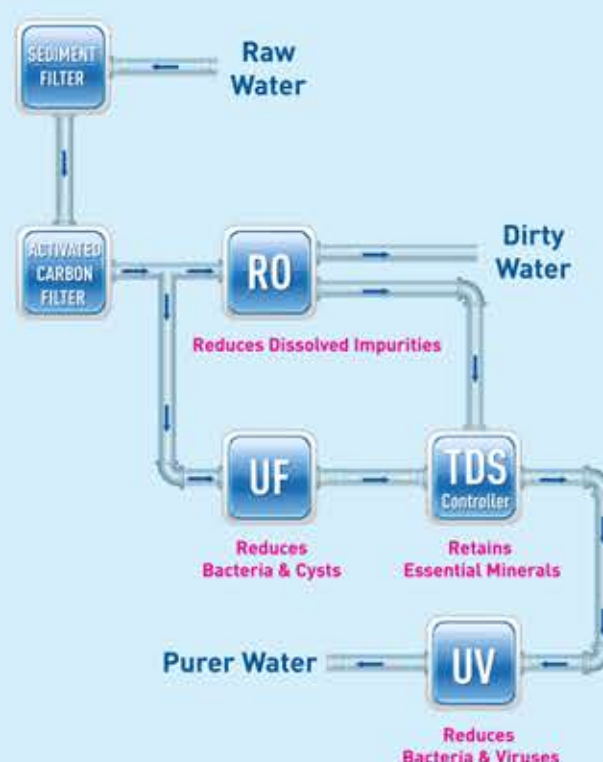 SEDIMENT
FILTER
Raw
Water
ACTIVATED
CARBON
FILTER
RO
Dirty
Water
Reduces Dissolved Impurities
UF
TDS
Controller
Reduces
Bacteria & Cysts
Retains
Essential Minerals
Purer Water
UV
Reduces
Bacteria & Viruses